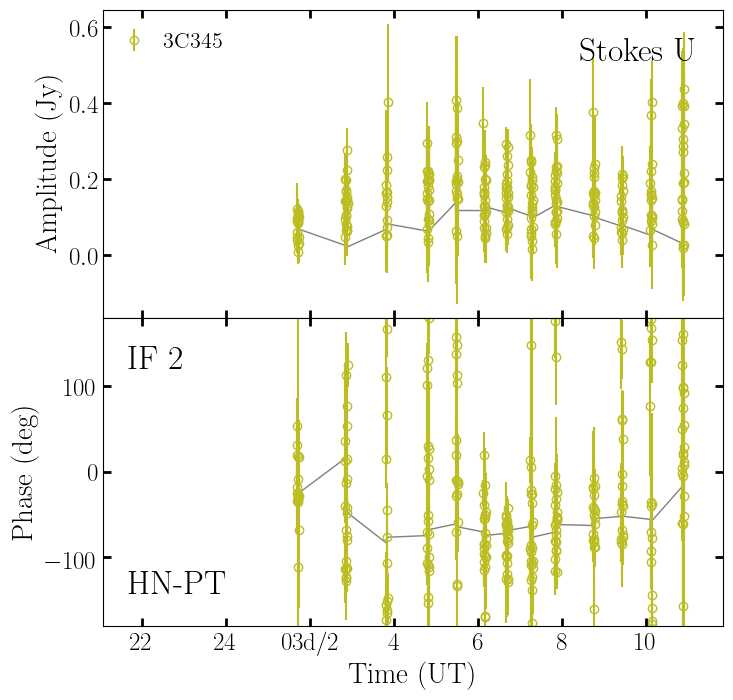 3C345
Stokes U
0.6
0.4
0.2
0.0
Amplitude (Jy)
IF 2
100
0
−100
Phase (deg)
HN-PT
22 24 03d/2 4 6 8 10
Time (UT)